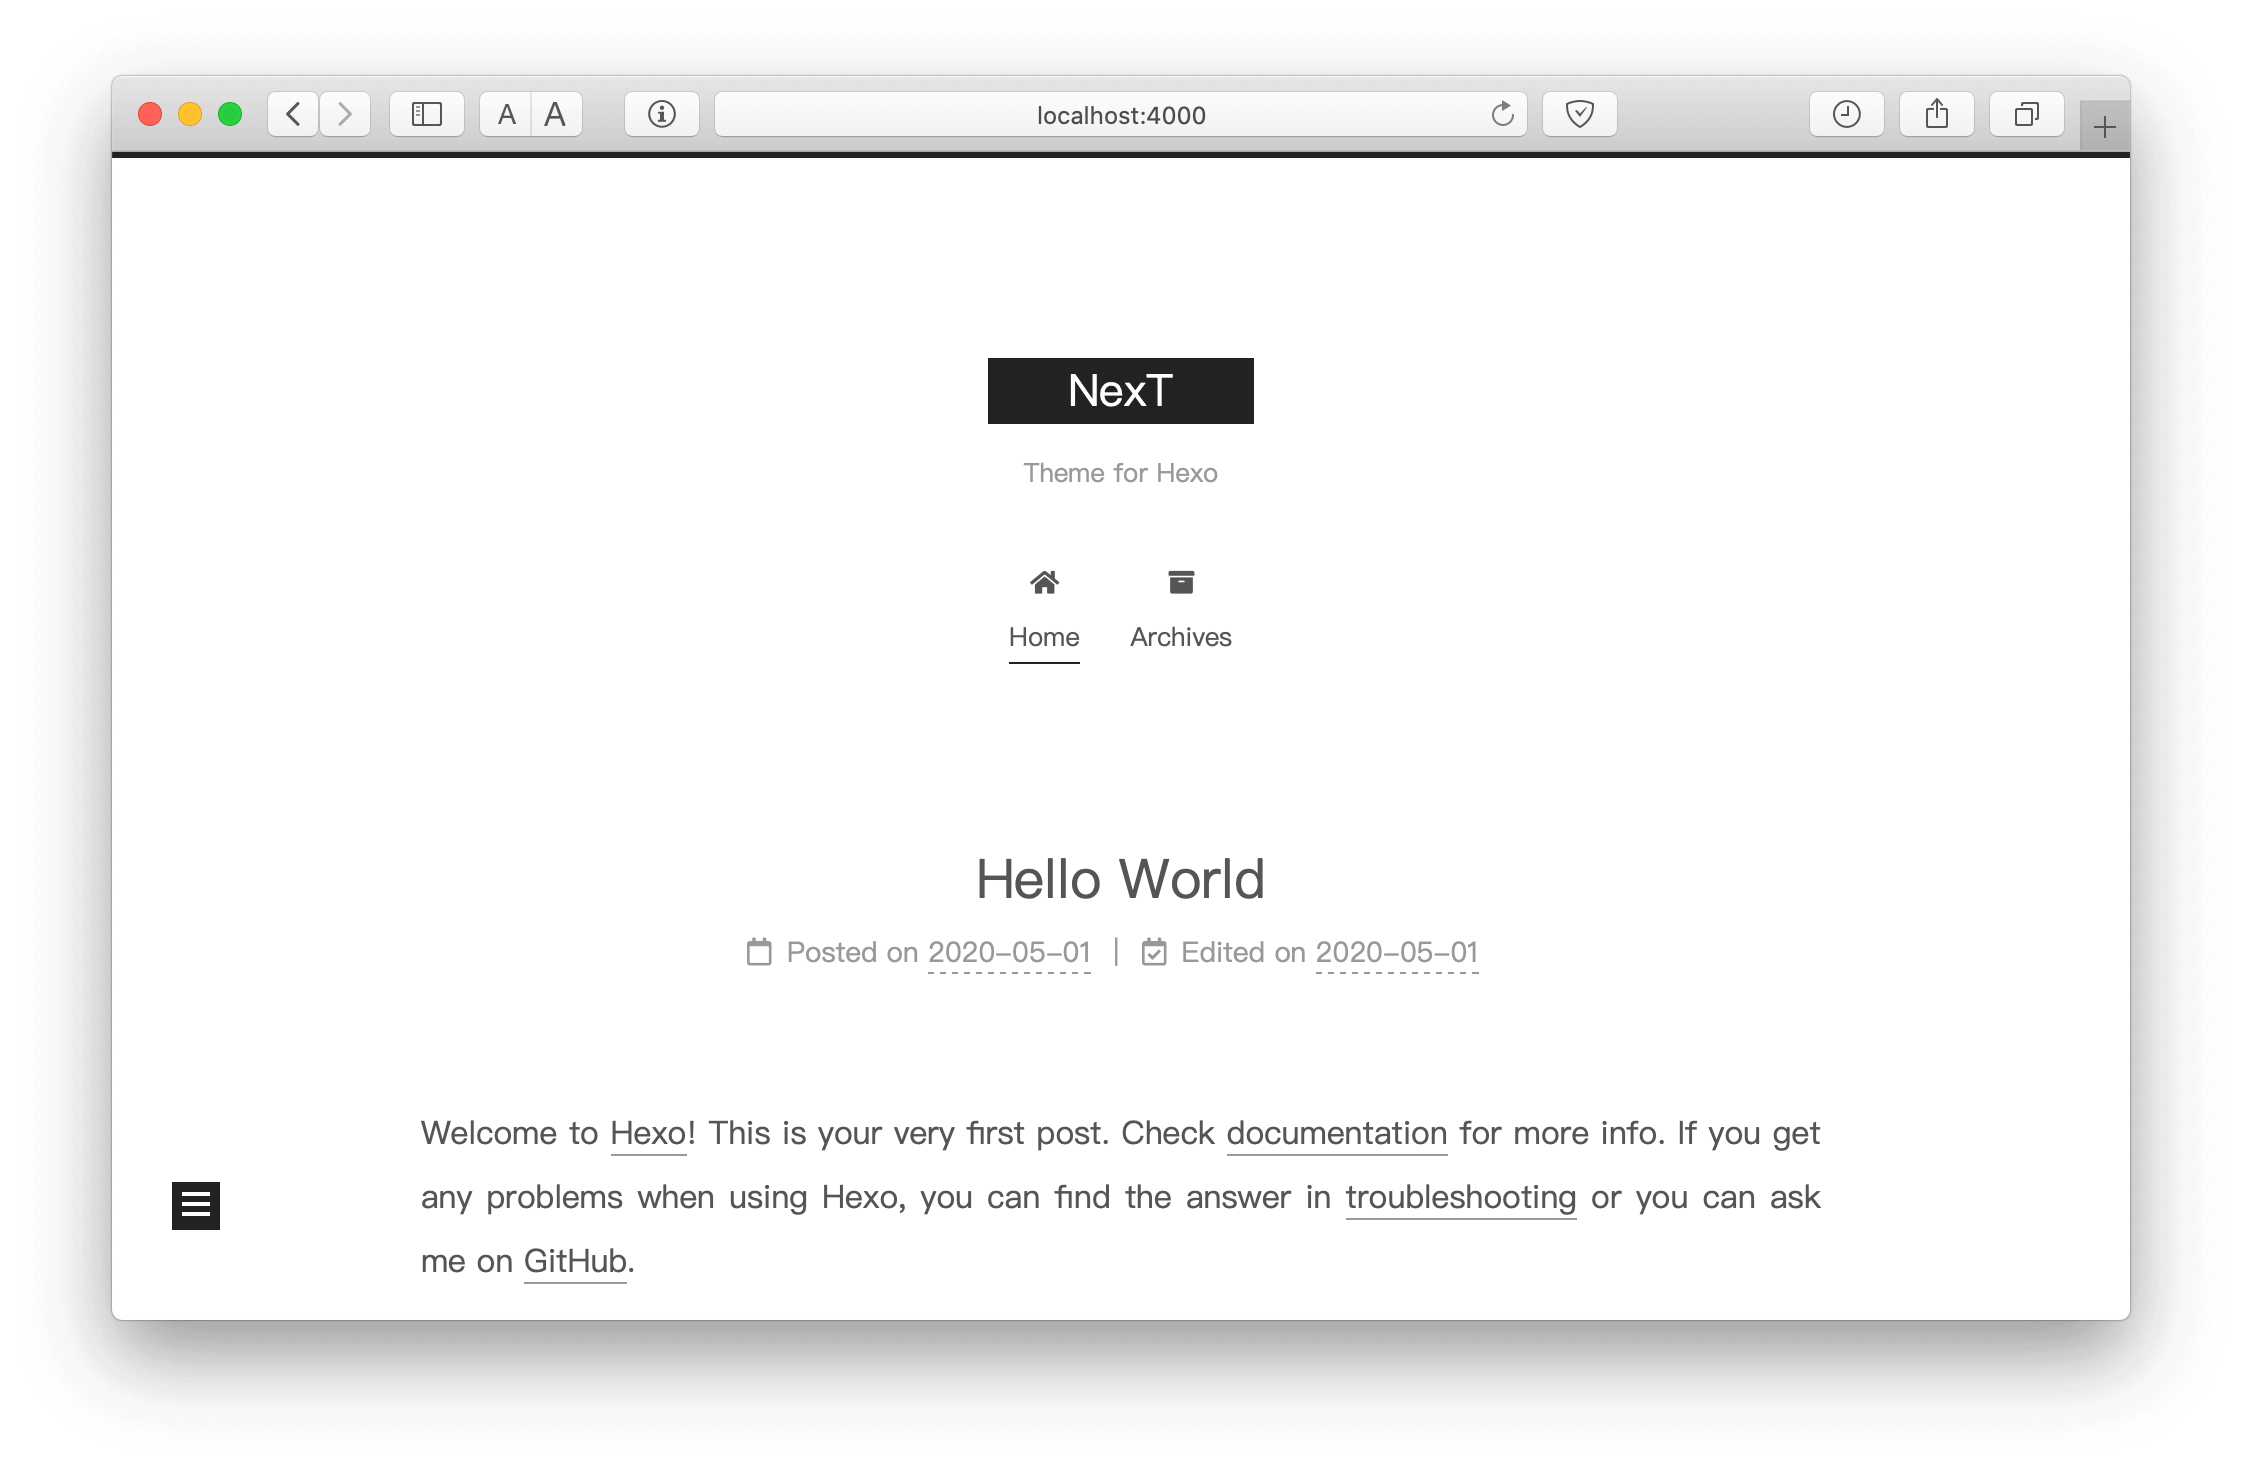 A A localhost:4000
NexT
Theme for Hexo
Home Archives
Hello World
Posted on 2020-05-01 | Edited on 2020-05-01
Welcome to Hexo! This is your very first post. Check documentation for more info. If you get
any problems when using Hexo, you can find the answer in troubleshooting or you can ask
me on GitHub.